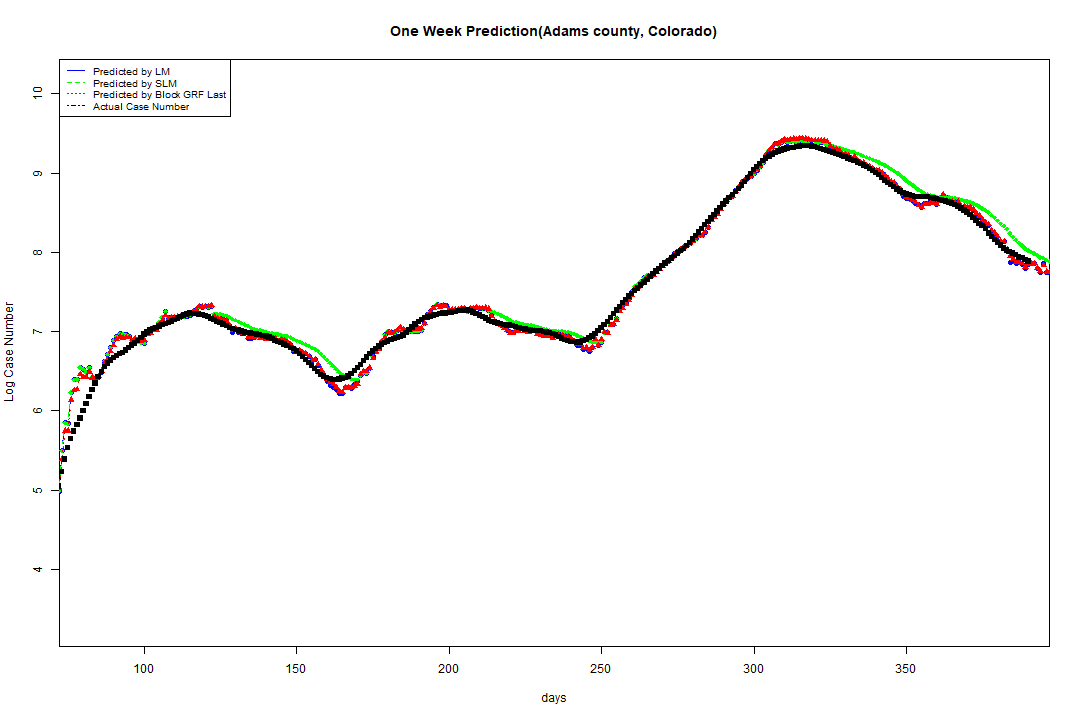 One Week Prediction(Adams county, Colorado)
Predicted by LM
Predicted by SLM
Predicted by Block GRF Last
Actual Case Number
10
9
8
7
6
5
4
Log Case Number
100 150 200 250 300 350
days